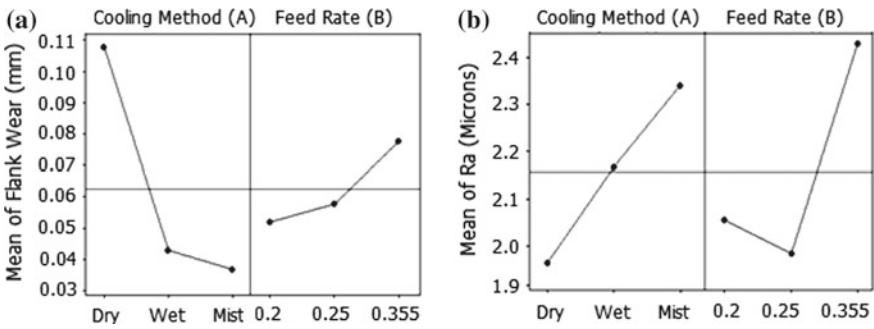 (a) Cooling Method (A) Feed Rate (B)
Mean of Flank Wear (mm)
0.11
0.10
0.09
0.08
0.07
0.06
0.05
0.04
0.03
Dry Wet Mist 0.2 0.25 0.355
(b) Cooling Method (A) Feed Rate (B)
Mean of Ra (Microns)
2.4
2.3
2.2
2.1
2.0
1.9
Dry Wet Mist 0.2 0.25 0.355